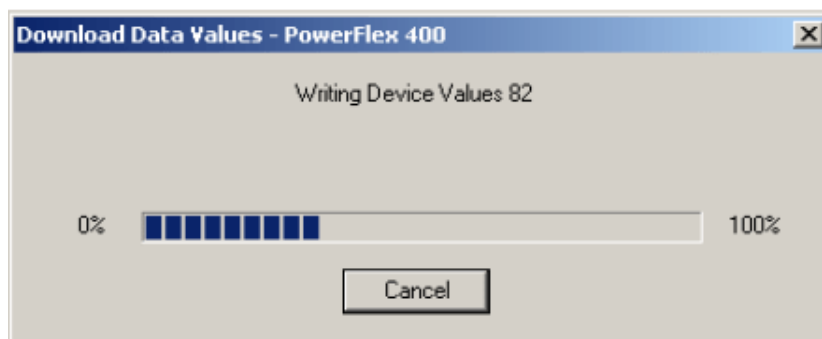 Download Data Values - PowerFlex 400
Writing Device Values 82
0% 100%
Cancel